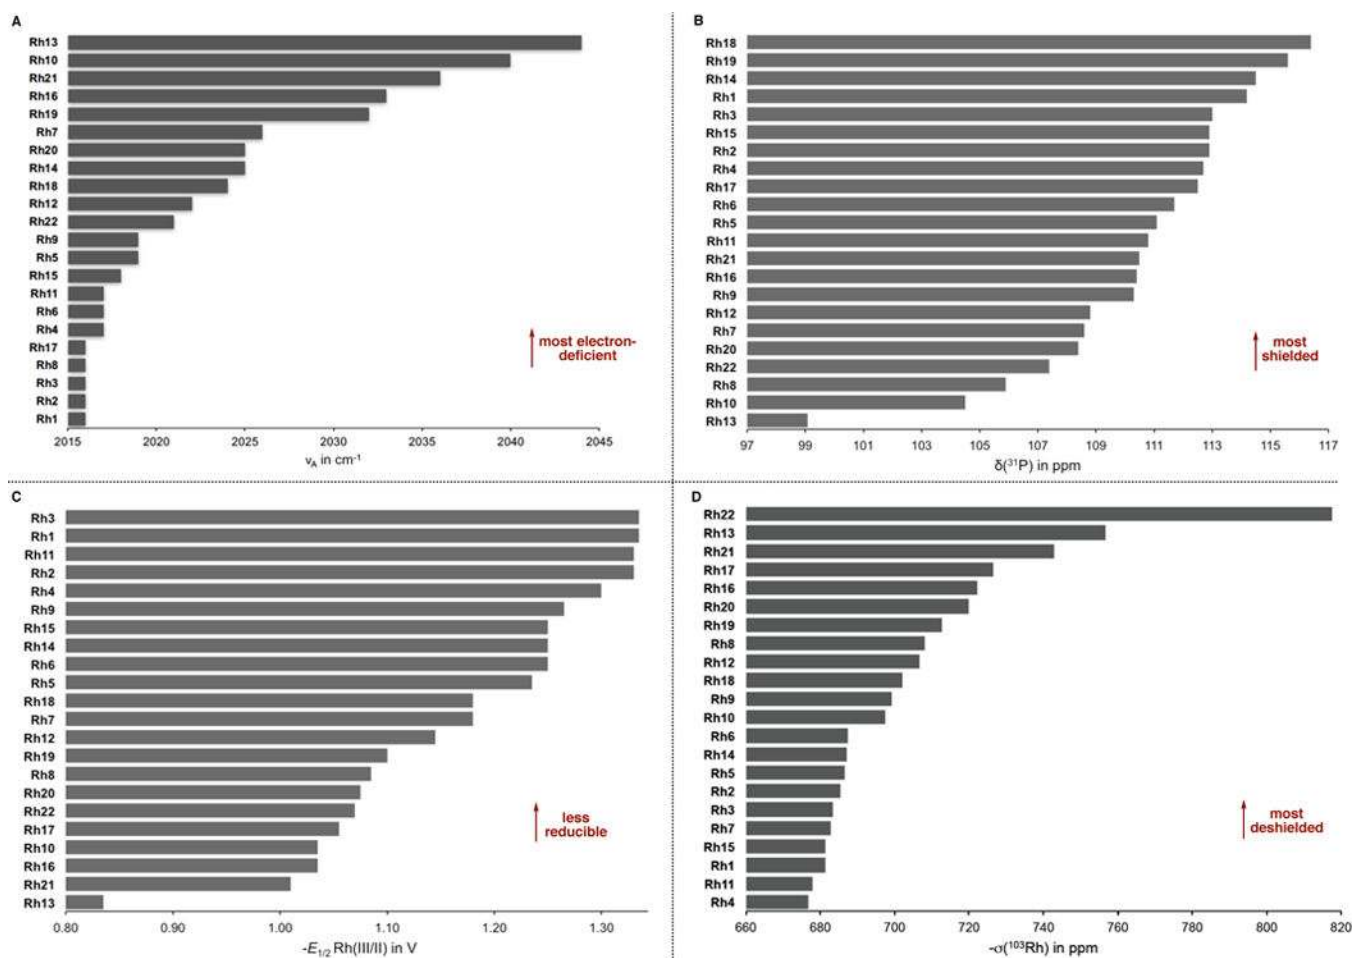 A
Rh13
Rh10
Rh21
Rh16
Rh19
Rh7
Rh20
Rh14
Rh18
Rh12
Rh22
Rh9
Rh5
Rh15
Rh11
Rh6
Rh4
Rh17
Rh8
Rh3
Rh2
Rh1
most electron-
deficient
2015 2020 2025 2030 2035 2040 2045
νA in cm-1
B
Rh18
Rh19
Rh14
Rh1
Rh3
Rh15
Rh2
Rh4
Rh17
Rh6
Rh5
Rh11
Rh21
Rh16
Rh9
Rh12
Rh7
Rh20
Rh22
Rh8
Rh10
Rh13
most
shielded
97 99 101 103 105 107 109 111 113 115 117
δ(31P) in ppm
C
Rh3
Rh1
Rh11
Rh2
Rh4
Rh9
Rh15
Rh14
Rh6
Rh5
Rh18
Rh7
Rh12
Rh19
Rh8
Rh20
Rh22
Rh17
Rh10
Rh16
Rh21
Rh13
less
reducible
0.80 0.90 1.00 1.10 1.20 1.30
-E1/2 Rh(III/II) in V
D
Rh22
Rh13
Rh21
Rh17
Rh16
Rh20
Rh19
Rh8
Rh12
Rh18
Rh9
Rh10
Rh6
Rh14
Rh5
Rh2
Rh3
Rh7
Rh15
Rh1
Rh11
Rh4
most
deshielded
660 680 700 720 740 760 780 800 820
-σ(103Rh) in ppm